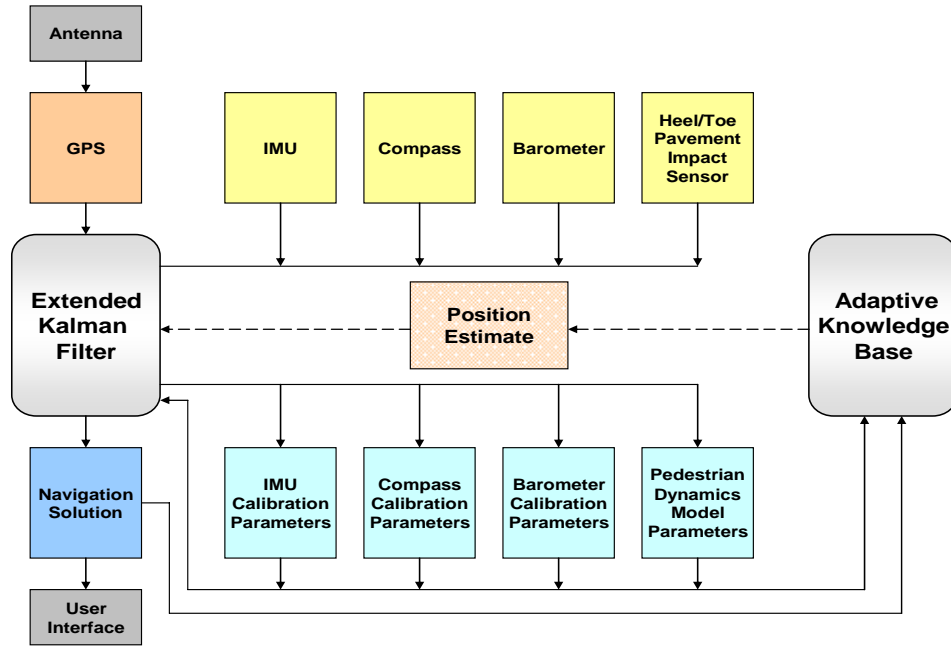 Antenna
GPS
IMU
Compass
Barometer
Heel/Toe
Pavement
Impact
Sensor
Extended
Kalman
Filter
Position
Estimate
Adaptive
Knowledge
Base
Navigation
Solution
IMU
Calibration
Parameters
Compass
Calibration
Parameters
Barometer
Calibration
Parameters
Pedestrian
Dynamics
Model
Parameters
User
Interface